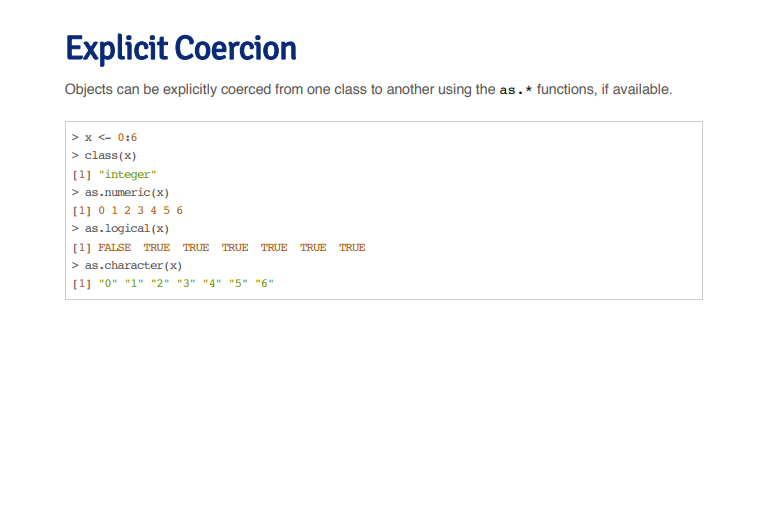 Explicit Coercion
Objects can be explicitly coerced from one class to another using the as.* functions, if available.
> x <- 0:6
> class(x)
[1] "integer"
> as.numeric(x)
[1] 0 1 2 3 4 5 6
> as.logical(x)
[1] FALSE  TRUE  TRUE  TRUE  TRUE  TRUE  TRUE
> as.character(x)
[1] "0" "1" "2" "3" "4" "5" "6"